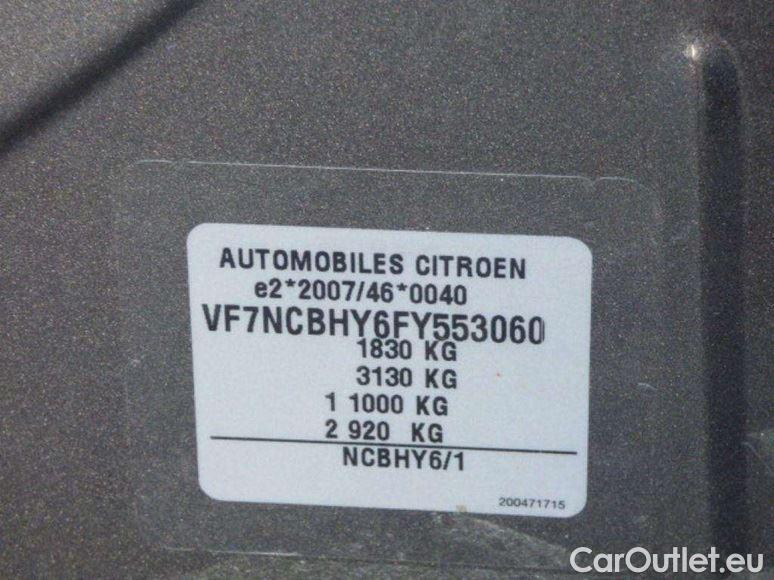 AUTOMOBILES CITROEN
e2*2007/46*0040
VF7NCBHY6FY553060
1830 KG
3130 KG
1 1000 KG
2 920 KG
NCBHY6/1
200471715
CarOutlet.eu